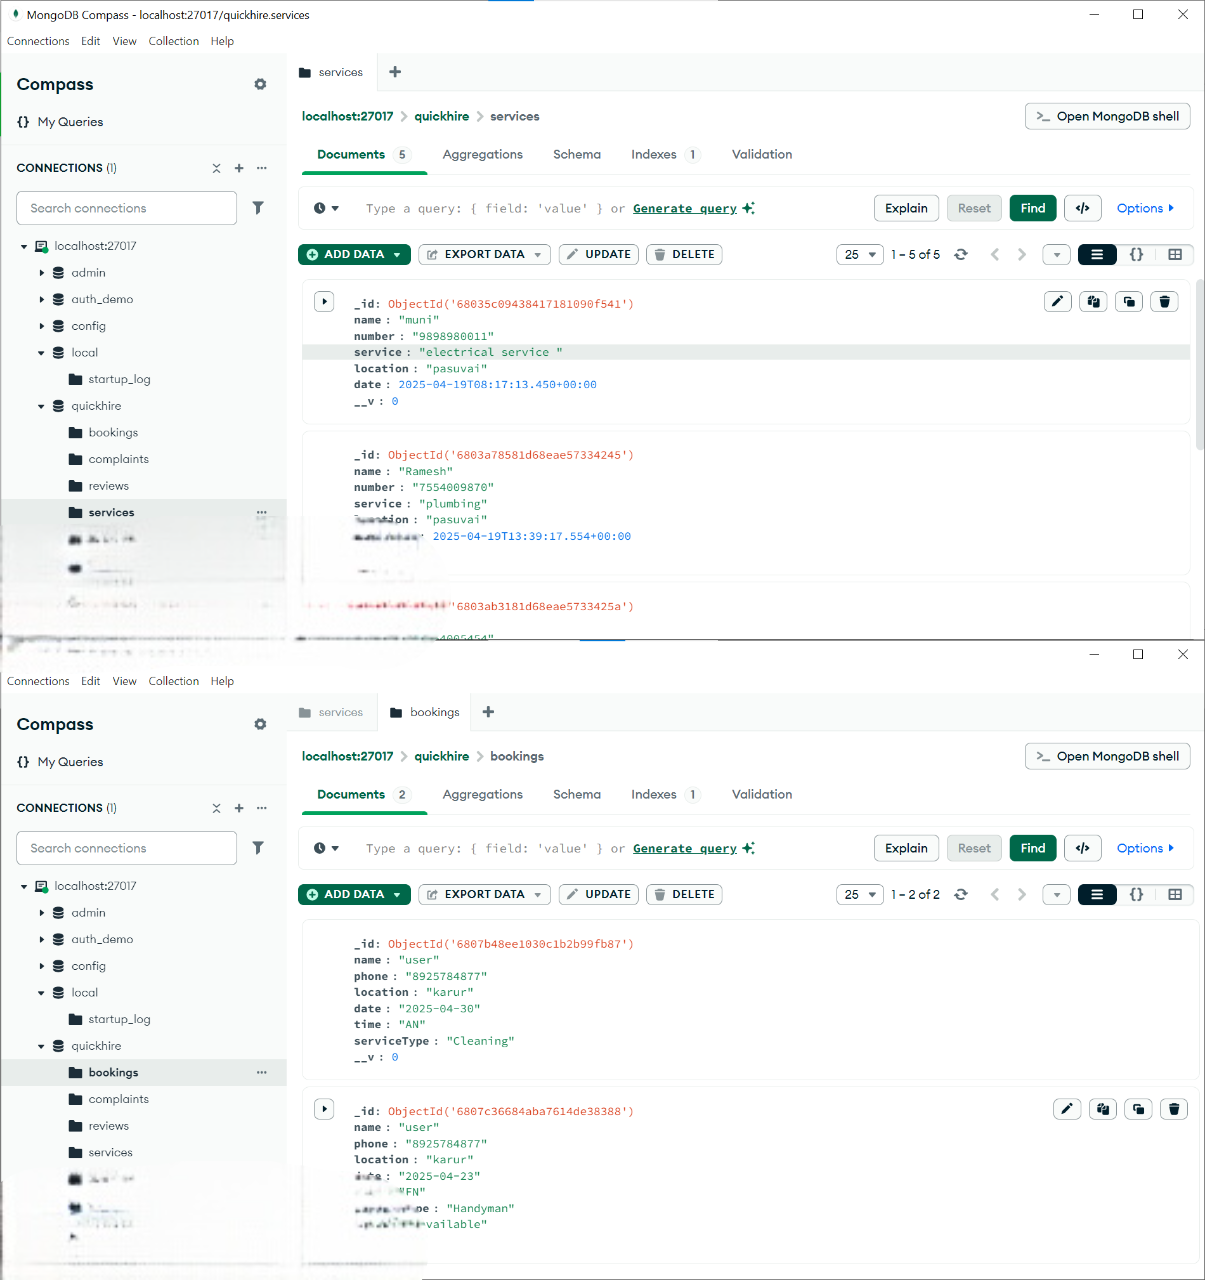 MongoDB Compass - localhost:27017/quickhire.services
Connections Edit View Collection Help
Compass
My Queries
CONNECTIONS (1)
Search connections
localhost:27017
admin
auth_demo
config
local
startup_log
quickhire
bookings
complaints
reviews
services
services
localhost:27017 > quickhire > services
>_ Open MongoDB shell
Documents 5 Aggregations Schema Indexes 1 Validation
Type a query: { field: 'value' } or Generate query
Explain Reset Find </> Options
ADD DATA EXPORT DATA UPDATE DELETE
25 1 – 5 of 5 {}
_id: ObjectId('68035c09438417181090f541')
name : "muni"
number : "9898980011"
service : "electrical service "
location : "pasuvai"
date : 2025-04-19T08:17:13.450+00:00
__v : 0
_id: ObjectId('6803a78581d68eae57334245')
name : "Ramesh"
number : "7554009870"
service : "plumbing"
"pasuvai"
2025-04-19T13:39:17.554+00:00
'6803ab3181d68eae5733425a')
Connections Edit View Collection Help
Compass
{} My Queries
CONNECTIONS (1)
Search connections
localhost:27017
admin
auth_demo
config
local
startup_log
quickhire
bookings
complaints
reviews
services
services bookings
localhost:27017 > quickhire > bookings
>_ Open MongoDB shell
Documents 2 Aggregations Schema Indexes 1 Validation
Type a query: { field: 'value' } or Generate query
Explain Reset Find </> Options
ADD DATA EXPORT DATA UPDATE DELETE
25 1 – 2 of 2 {}
_id: ObjectId('6807b48ee1030c1b2b99fb87')
name : "user"
phone : "8925784877"
location : "karur"
date : "2025-04-30"
time : "AN"
serviceType : "Cleaning"
__v : 0
_id: ObjectId('6807c36684aba7614de38388')
name : "user"
phone : "8925784877"
location : "karur"
"2025-04-23"
"FN"
: "Handyman"